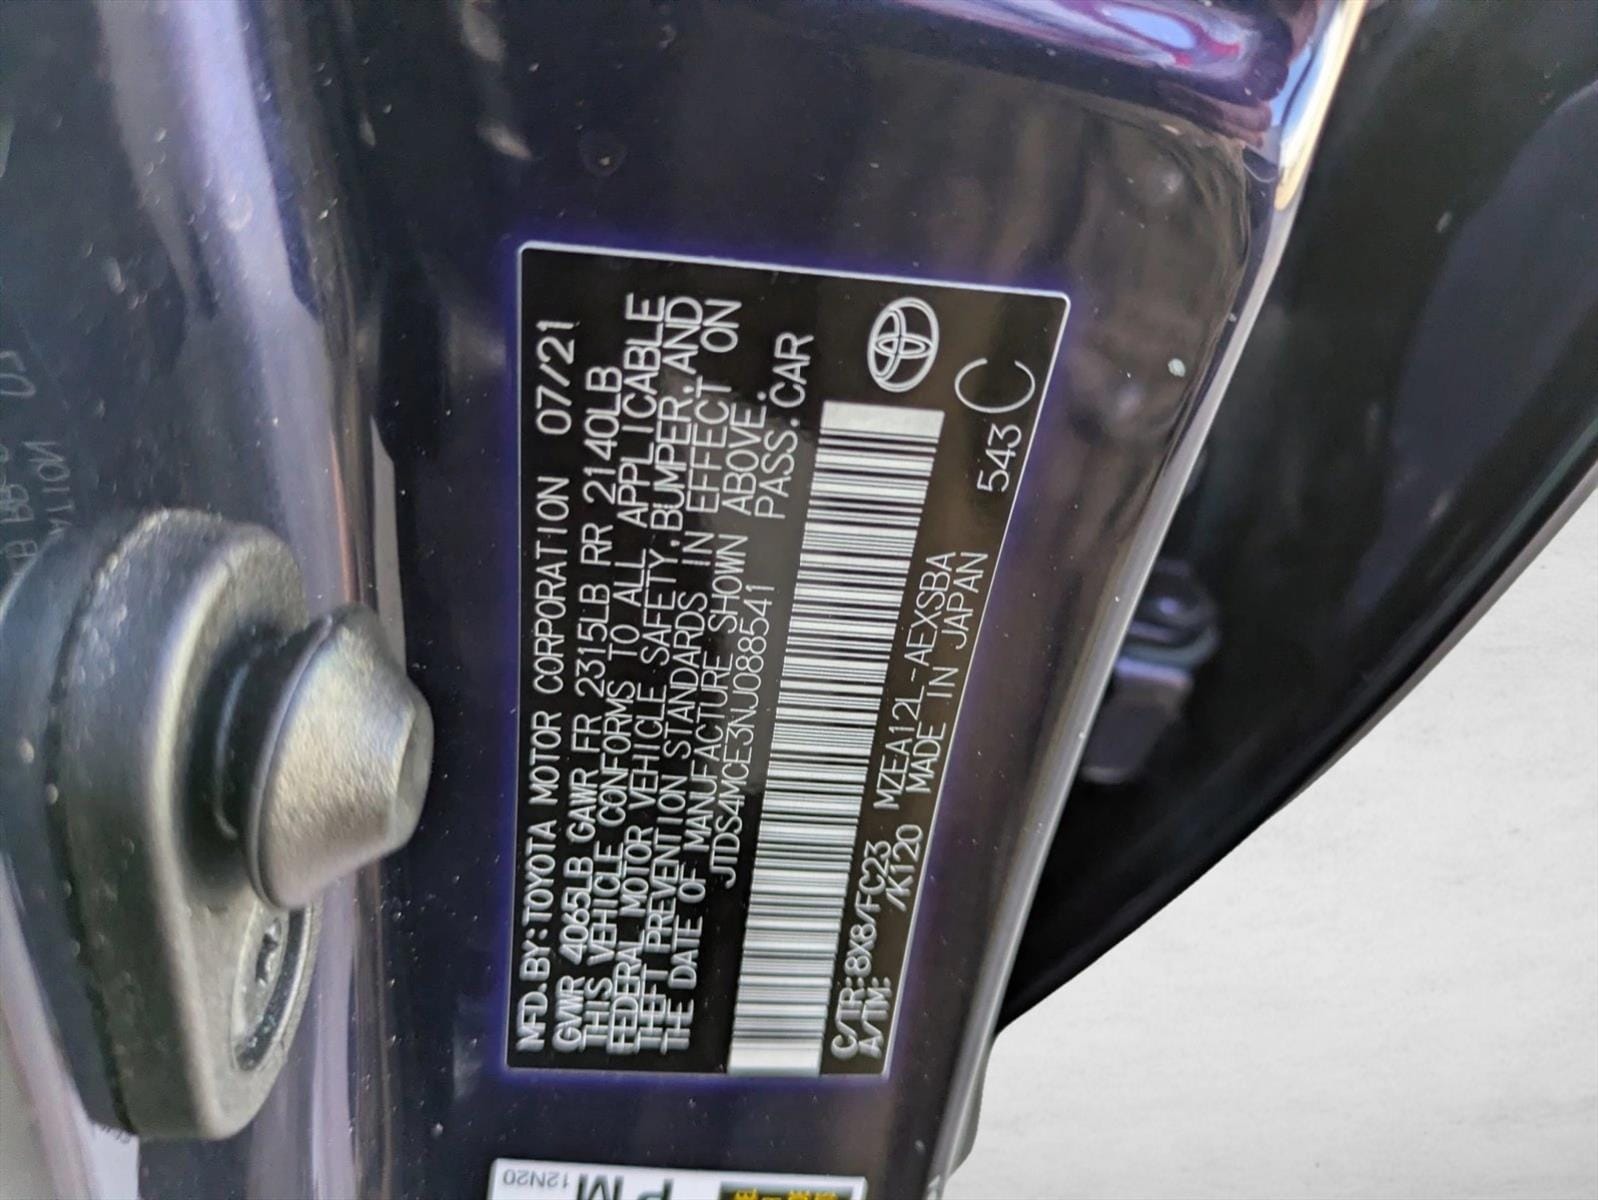 MFD.BY:TOYOTA MOTOR CORPORATION 07/21
GVWR 4065LB GAWR FR 2315LB RR 2140LB
THIS VEHICLE CONFORMS TO ALL APPLICABLE
FEDERAL MOTOR VEHICLE SAFETY,BUMPER,AND
THEFT PREVENTION STANDARDS IN EFFECT ON
THE DATE OF MANUFACTURE SHOWN ABOVE.
JTDS4MCE3NJ088541 PASS.CAR
C/TR:8X8/FC23 MZEA12L-AEXSBA 543 C
A/TM: /K120 MADE IN JAPAN
PM
12N20